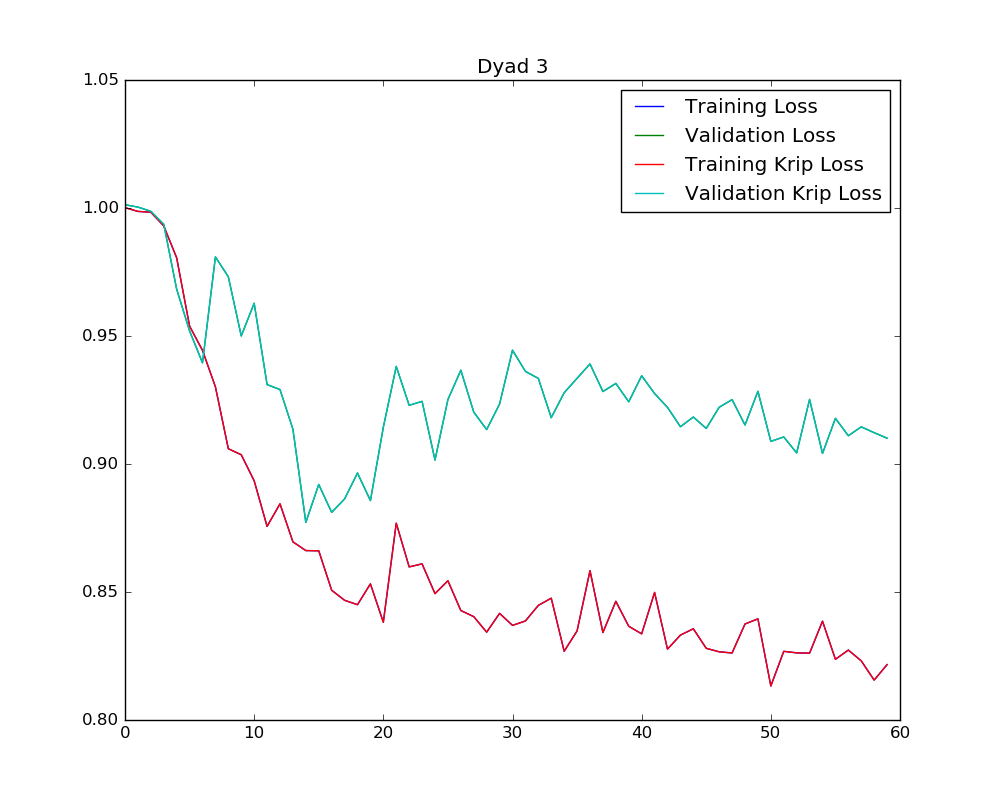 Dyad 3
1.05
1.00
0.95
0.90
0.85
0.80
Training Loss
Validation Loss
Training Krip Loss
Validation Krip Loss
0 10 20 30 40 50 60